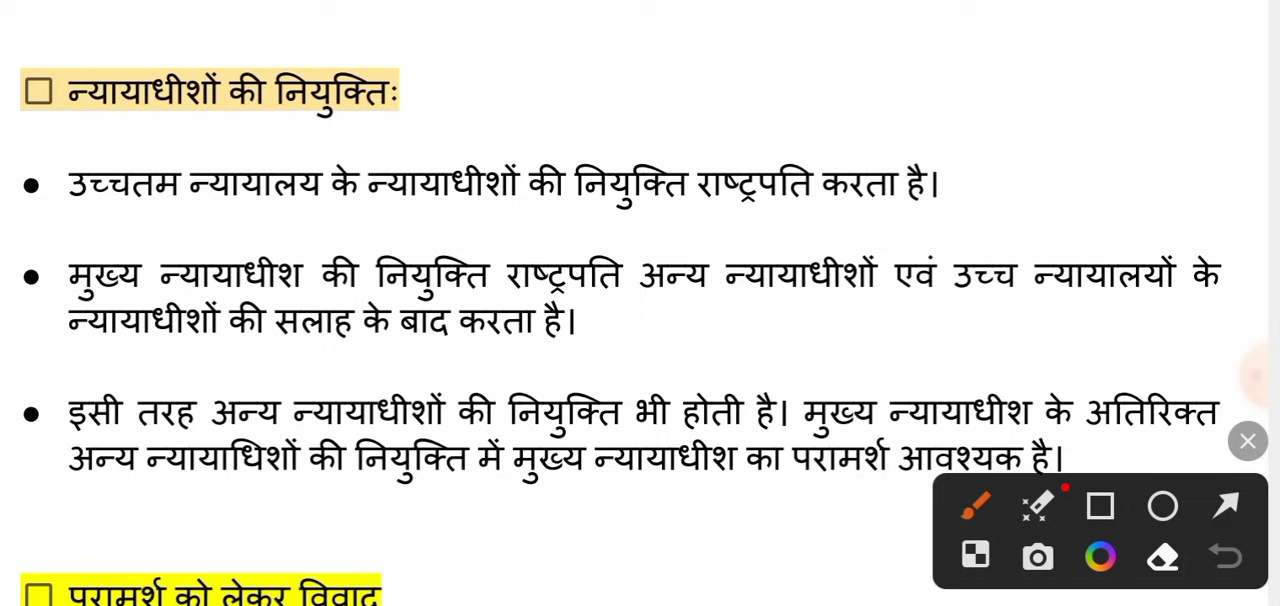 न्यायाधीशों की नियुक्तिः
उच्चतम न्यायालय के न्यायाधीशों की नियुक्ति राष्ट्रपति करता है।
मुख्य न्यायाधीश की नियुक्ति राष्ट्रपति अन्य न्यायाधीशों एवं उच्च न्यायालयों के
न्यायाधीशों की सलाह के बाद करता है।
इसी तरह अन्य न्यायाधीशों की नियुक्ति भी होती है। मुख्य न्यायाधीश के अतिरिक्त
अन्य न्यायाधिशों की नियुक्ति में मुख्य न्यायाधीश का परामर्श आवश्यक है।
परामर्श को लेकर विवाद